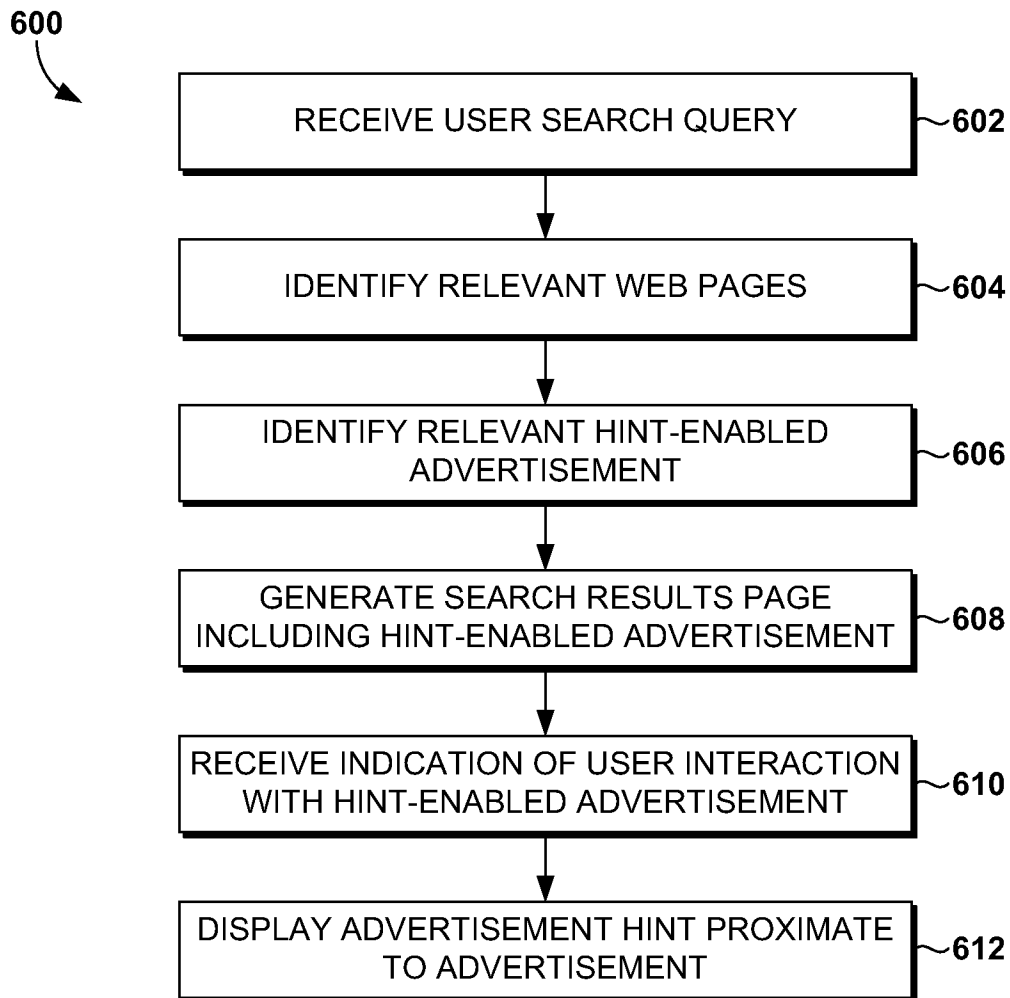 600
RECEIVE USER SEARCH QUERY
602
IDENTIFY RELEVANT WEB PAGES
604
IDENTIFY RELEVANT HINT-ENABLED
ADVERTISEMENT
606
GENERATE SEARCH RESULTS PAGE
INCLUDING HINT-ENABLED ADVERTISEMENT
608
RECEIVE INDICATION OF USER INTERACTION
WITH HINT-ENABLED ADVERTISEMENT
610
DISPLAY ADVERTISEMENT HINT PROXIMATE
TO ADVERTISEMENT
612